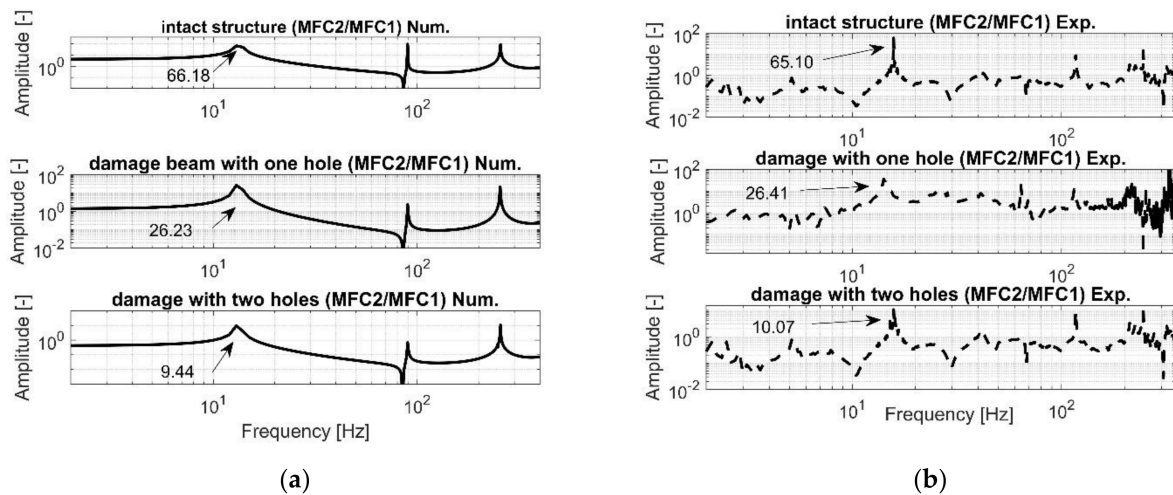 intact structure (MFC2/MFC1) Num.
Amplitude [-]
10^0
66.18
10^1
10^2
damage beam with one hole (MFC2/MFC1) Num.
Amplitude [-]
10^2
10^0
10^-2
26.23
10^1
10^2
damage with two holes (MFC2/MFC1) Num.
Amplitude [-]
10^0
9.44
10^1
10^2
Frequency [Hz]
(a)
intact structure (MFC2/MFC1) Exp.
Amplitude [-]
10^2
10^0
10^-2
65.10
10^1
10^2
damage with one hole (MFC2/MFC1) Exp.
Amplitude [-]
10^0
26.41
10^1
10^2
damage with two holes (MFC2/MFC1) Exp.
Amplitude [-]
10^0
10^-2
10.07
10^1
10^2
Frequency [Hz]
(b)